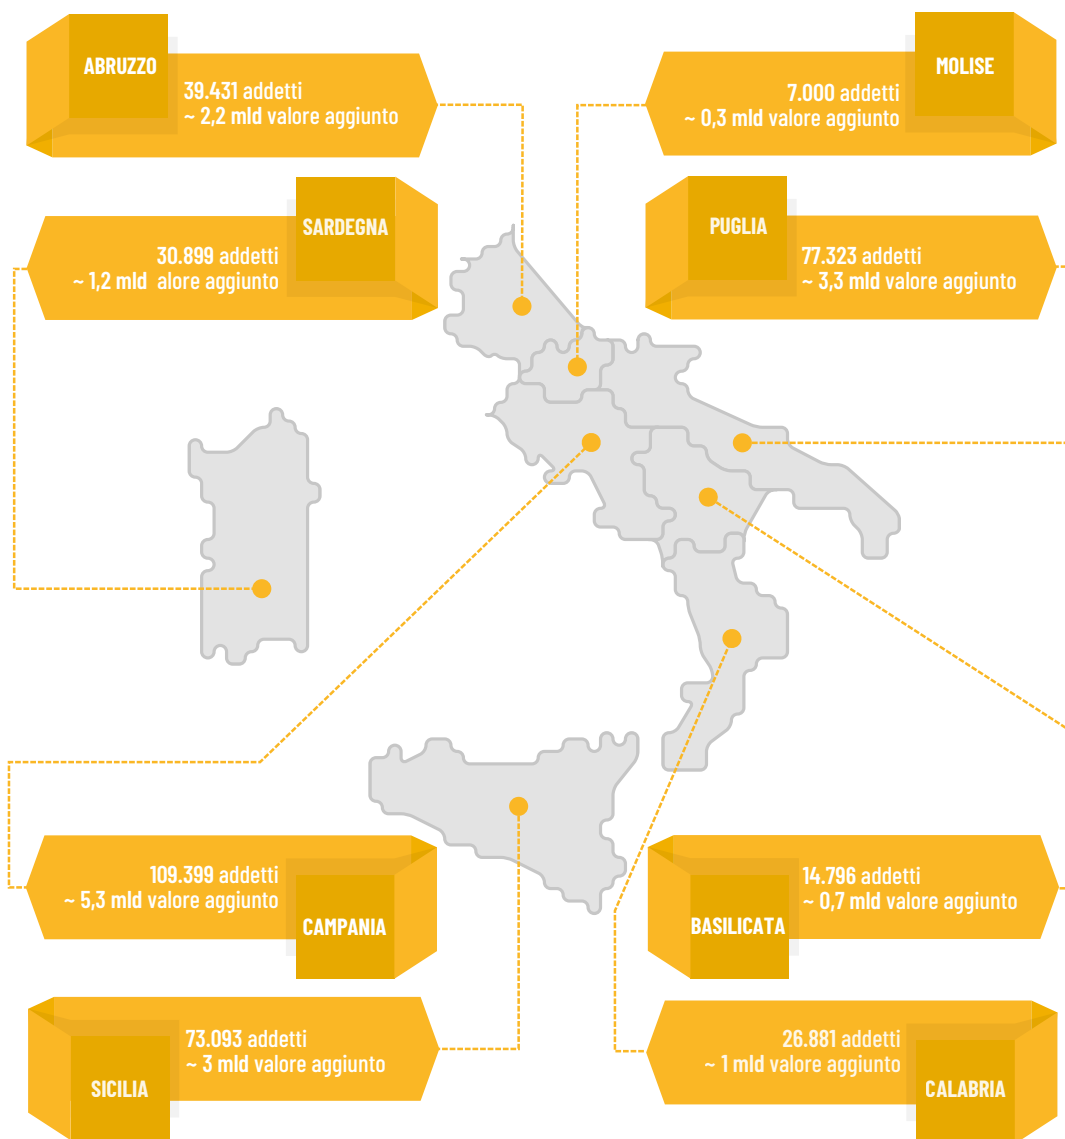 ABRUZZO
39.431 addetti
~ 2,2 mld valore aggiunto
MOLISE
7.000 addetti
~ 0,3 mld valore aggiunto
SARDEGNA
30.899 addetti
~ 1,2 mld alore aggiunto
PUGLIA
77.323 addetti
~ 3,3 mld valore aggiunto
109.399 addetti
~ 5,3 mld valore aggiunto
CAMPANIA
14.796 addetti
~ 0,7 mld valore aggiunto
BASILICATA
73.093 addetti
~ 3 mld valore aggiunto
SICILIA
26.881 addetti
~ 1 mld valore aggiunto
CALABRIA